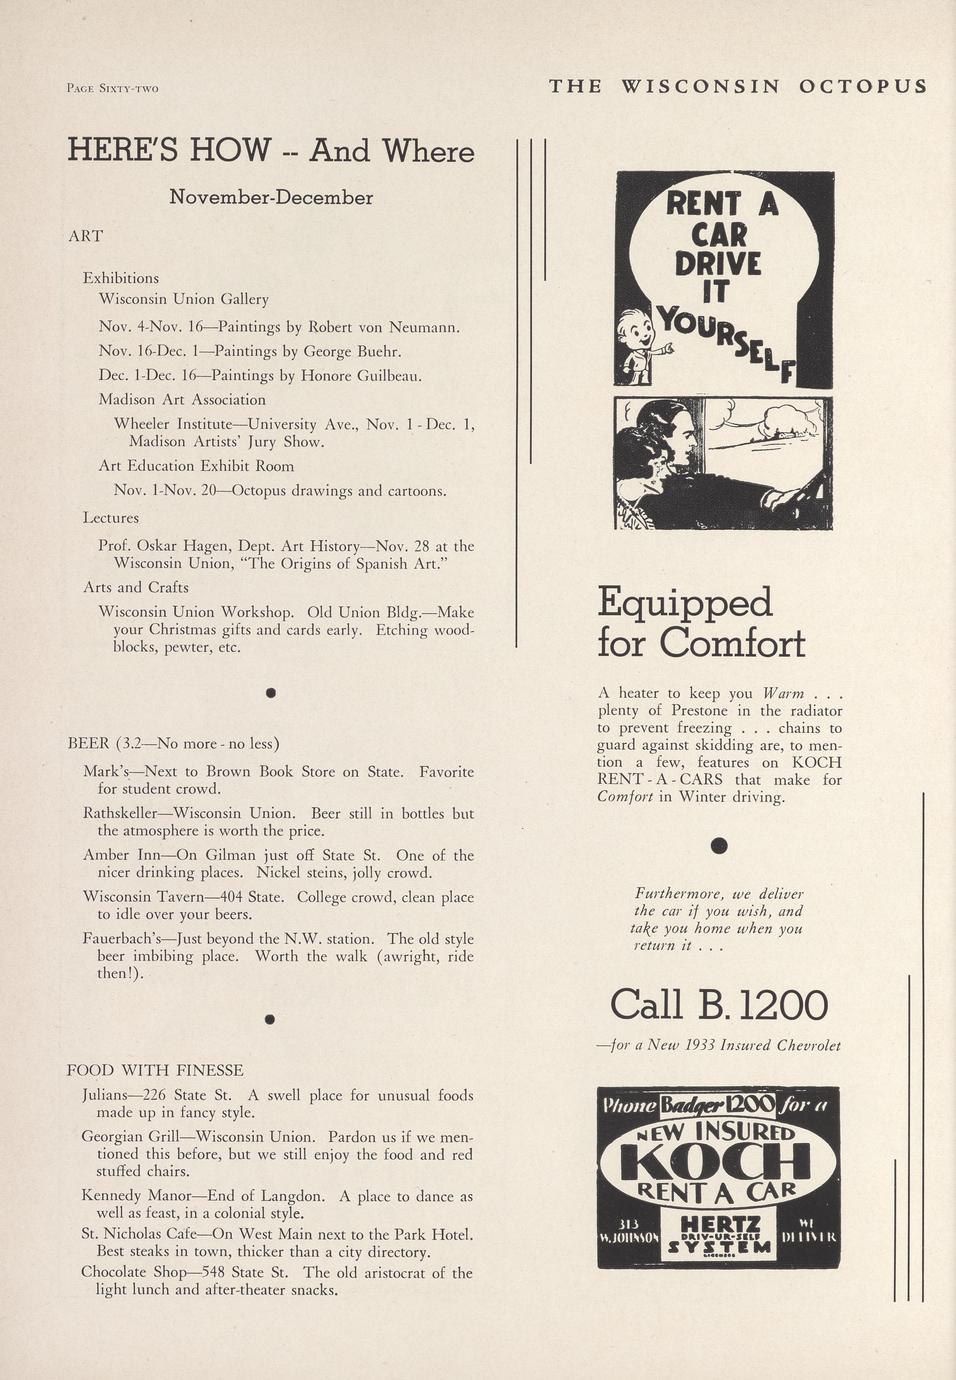 Page Sixty-two
THE WISCONSIN OCTOPUS
HERE'S HOW -- And Where
November-December
ART
Exhibitions
Wisconsin Union Gallery
Nov. 4-Nov. 16—Paintings by Robert von Neumann.
Nov. 16-Dec. 1—Paintings by George Buehr.
Dec. 1-Dec. 16—Paintings by Honore Guilbeau.
Madison Art Association
Wheeler Institute—University Ave., Nov. 1 - Dec. 1,
Madison Artists' Jury Show.
Art Education Exhibit Room
Nov. 1-Nov. 20—Octopus drawings and cartoons.
Lectures
Prof. Oskar Hagen, Dept. Art History—Nov. 28 at the
Wisconsin Union, “The Origins of Spanish Art.”
Arts and Crafts
Wisconsin Union Workshop. Old Union Bldg.—Make
your Christmas gifts and cards early. Etching wood-
blocks, pewter, etc.
BEER (3.2—No more - no less)
Mark's—Next to Brown Book Store on State. Favorite
for student crowd.
Rathskeller—Wisconsin Union. Beer still in bottles but
the atmosphere is worth the price.
Amber Inn—On Gilman just off State St. One of the
nicer drinking places. Nickel steins, jolly crowd.
Wisconsin Tavern—404 State. College crowd, clean place
to idle over your beers.
Fauerbach's—Just beyond the N.W. station. The old style
beer imbibing place. Worth the walk (awright, ride
then!).
FOOD WITH FINESSE
Julians—226 State St. A swell place for unusual foods
made up in fancy style.
Georgian Grill—Wisconsin Union. Pardon us if we men-
tioned this before, but we still enjoy the food and red
stuffed chairs.
Kennedy Manor—End of Langdon. A place to dance as
well as feast, in a colonial style.
St. Nicholas Cafe—On West Main next to the Park Hotel.
Best steaks in town, thicker than a city directory.
Chocolate Shop—548 State St. The old aristocrat of the
light lunch and after-theater snacks.
RENT A
CAR
DRIVE
IT
YOURSELF
Equipped
for Comfort
A heater to keep you Warm . . .
plenty of Prestone in the radiator
to prevent freezing . . . chains to
guard against skidding are, to men-
tion a few, features on KOCH
RENT - A - CARS that make for
Comfort in Winter driving.
Furthermore, we deliver
the car if you wish, and
take you home when you
return it . . .
Call B. 1200
—for a New 1933 Insured Chevrolet
Phone Badger 1200 for a
NEW INSURED
KOCH
RENT A CAR
313
W. JOHNSON
HERTZ
DRIV-UR-SELF
SYSTEM
WE
DELIVER